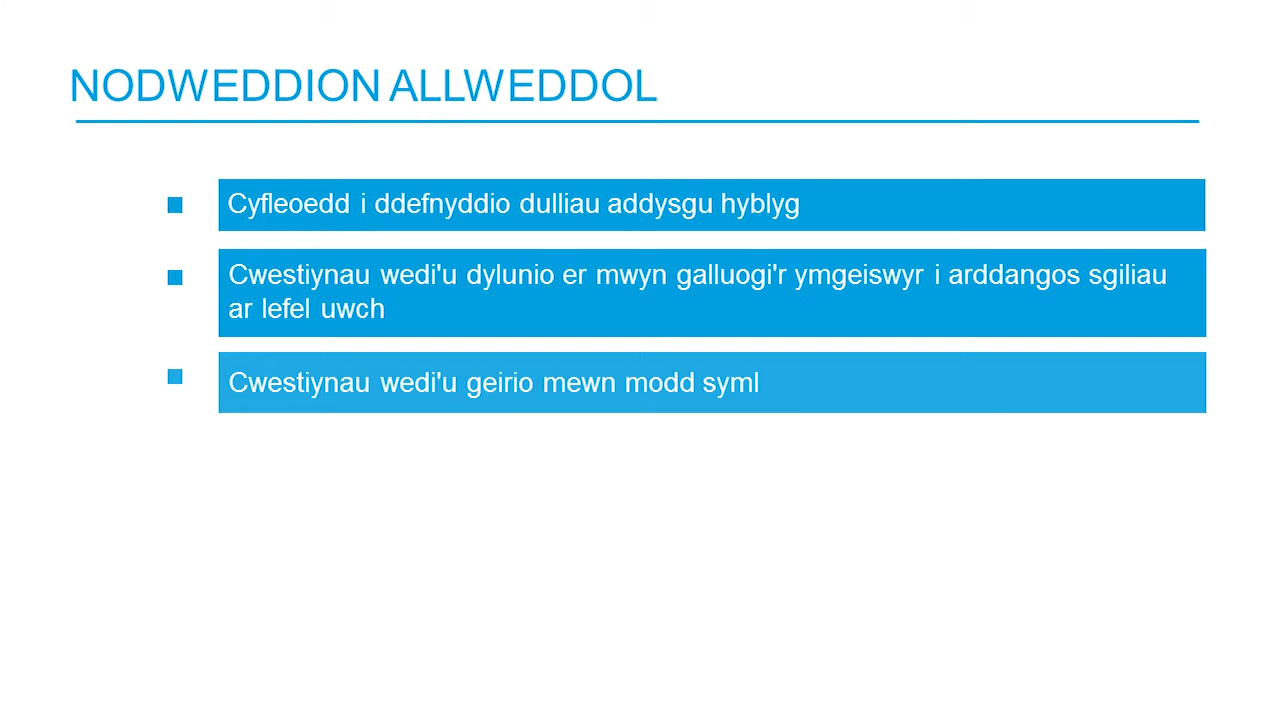 NODWEDDION ALLWEDDOL
Cyfleoedd i ddefnyddio dulliau addysgu hyblyg
Cwestiynau wedi'u dylunio er mwyn galluogi'r ymgeiswyr i arddangos sgiliau
ar lefel uwch
Cwestiynau wedi'u geirio mewn modd syml